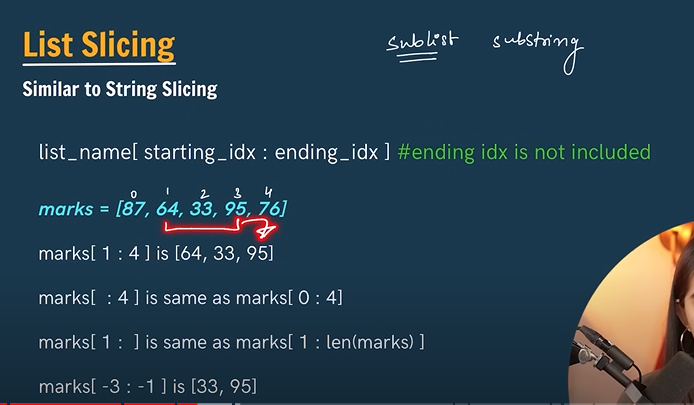 List Slicing
sublist substring
Similar to String Slicing
list_name[ starting_idx : ending_idx ] #ending idx is not included
0 1 2 3 4
marks = [87, 64, 33, 95, 76]
marks[ 1 : 4 ] is [64, 33, 95]
marks[ : 4 ] is same as marks[ 0 : 4]
marks[ 1 : ] is same as marks[ 1 : len(marks) ]
marks[ -3 : -1 ] is [33, 95]